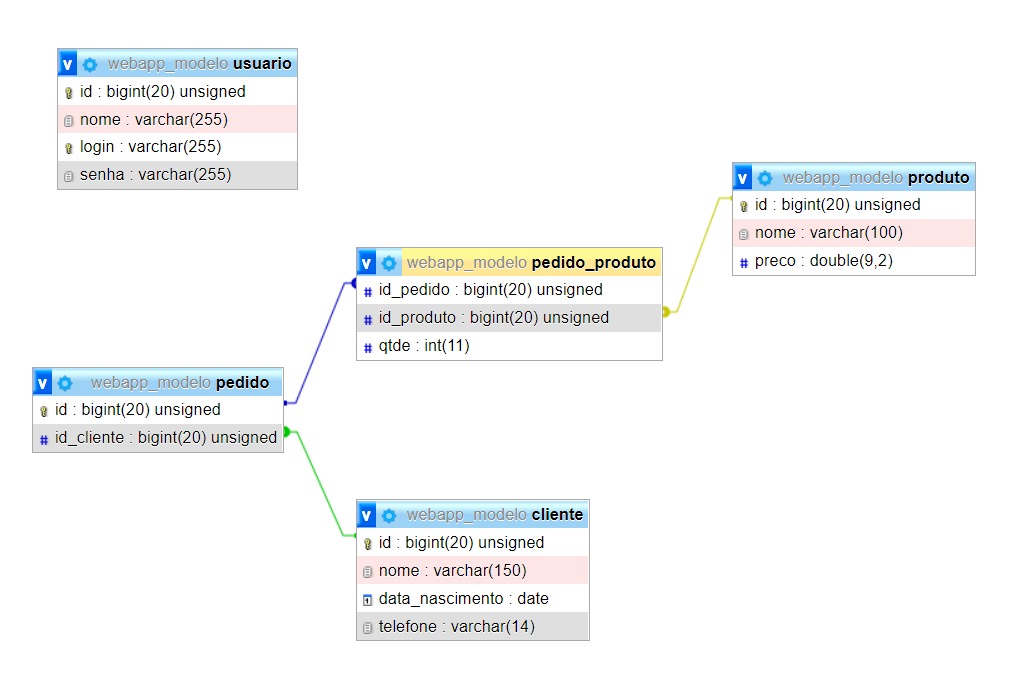 v webapp_modelo usuario
id : bigint(20) unsigned
nome : varchar(255)
login : varchar(255)
senha : varchar(255)
v webapp_modelo produto
id : bigint(20) unsigned
nome : varchar(100)
# preco : double(9,2)
v webapp_modelo pedido_produto
# id_pedido : bigint(20) unsigned
# id_produto : bigint(20) unsigned
# qtde : int(11)
v webapp_modelo pedido
id : bigint(20) unsigned
# id_cliente : bigint(20) unsigned
v webapp_modelo cliente
id : bigint(20) unsigned
nome : varchar(150)
data_nascimento : date
telefone : varchar(14)